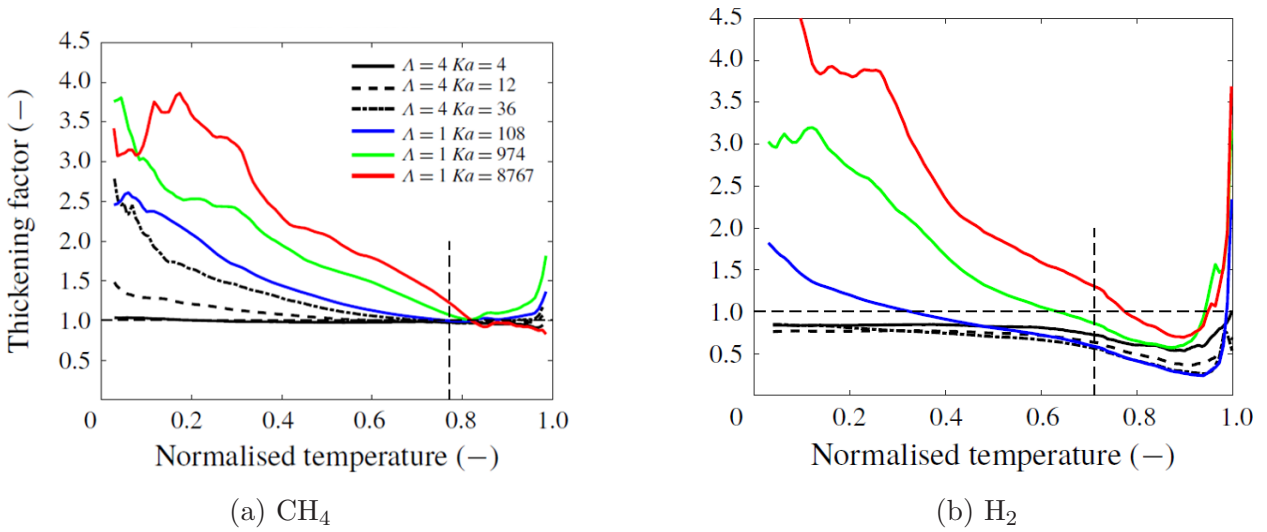 4.5
4.0
3.5
3.0
2.5
2.0
1.5
1.0
0.5
0
0.2
0.4
0.6
0.8
1.0
Thickening factor (−)
Normalised temperature (−)
Λ = 4 Ka = 4
Λ = 4 Ka = 12
Λ = 4 Ka = 36
Λ = 1 Ka = 108
Λ = 1 Ka = 974
Λ = 1 Ka = 8767
(a) CH₄
4.5
4.0
3.5
3.0
2.5
2.0
1.5
1.0
0.5
0
0.2
0.4
0.6
0.8
1.0
Normalised temperature (−)
(b) H₂